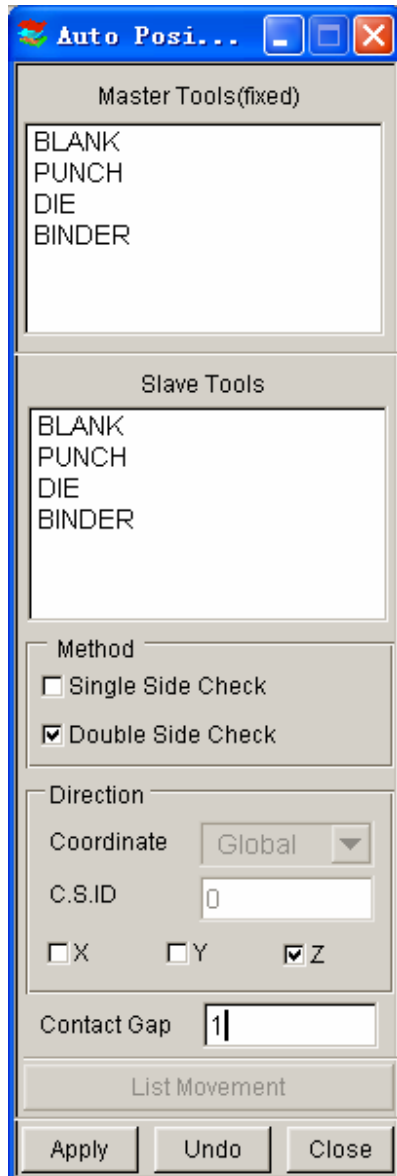 Auto Posi...
Master Tools(fixed)
BLANK
PUNCH
DIE
BINDER
Slave Tools
BLANK
PUNCH
DIE
BINDER
Method
Single Side Check
Double Side Check
Direction
Coordinate Global
C.S.ID 0
X Y Z
Contact Gap 1
List Movement
Apply Undo Close